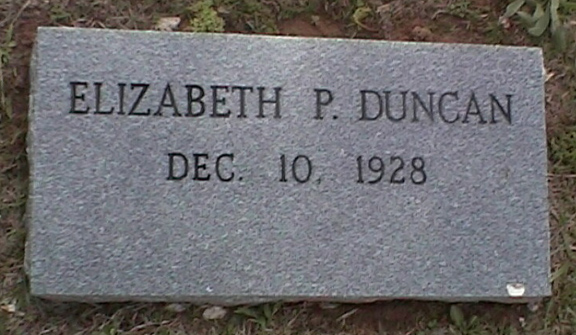 ELIZABETH P. DUNCAN
DEC. 10, 1928